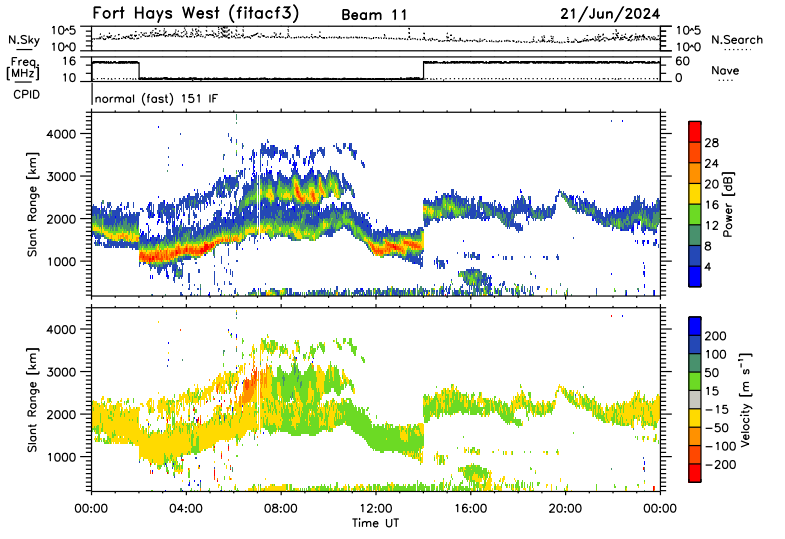 Fort Hays West (fitacf3) Beam 11 21/Jun/2024
N.Sky 10^5 10^0 10^5 10^0 N.Search
Freq. [MHz] 16 10 60 0 Nave
CPID normal (fast) 151 IF
Slant Range [km]
4000
3000
2000
1000
28
24
20
16
12
8
4
Power [dB]
Slant Range [km]
4000
3000
2000
1000
200
100
50
15
-15
-50
-100
-200
Velocity [m s^-1]
00:00 04:00 08:00 12:00 16:00 20:00 00:00
Time UT